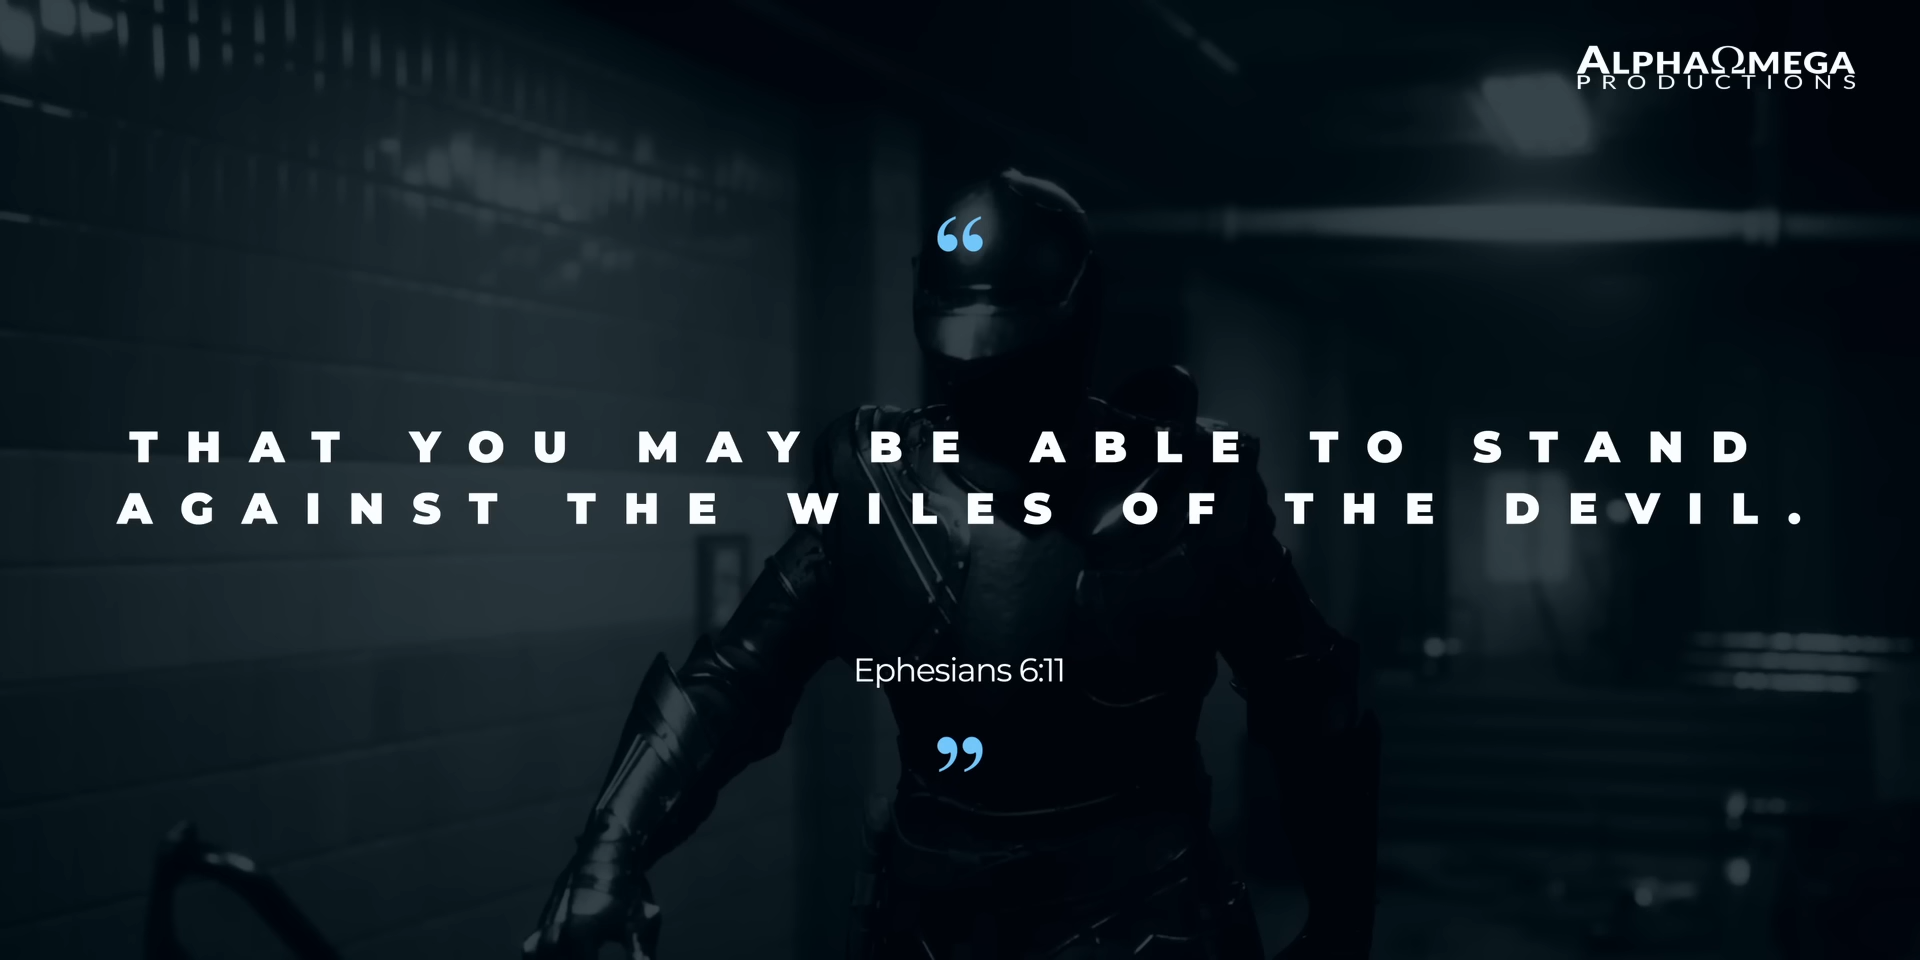 ALPHAΩMEGA
PRODUCTIONS
“
THAT YOU MAY BE ABLE TO STAND
AGAINST THE WILES OF THE DEVIL.
Ephesians 6:11
”